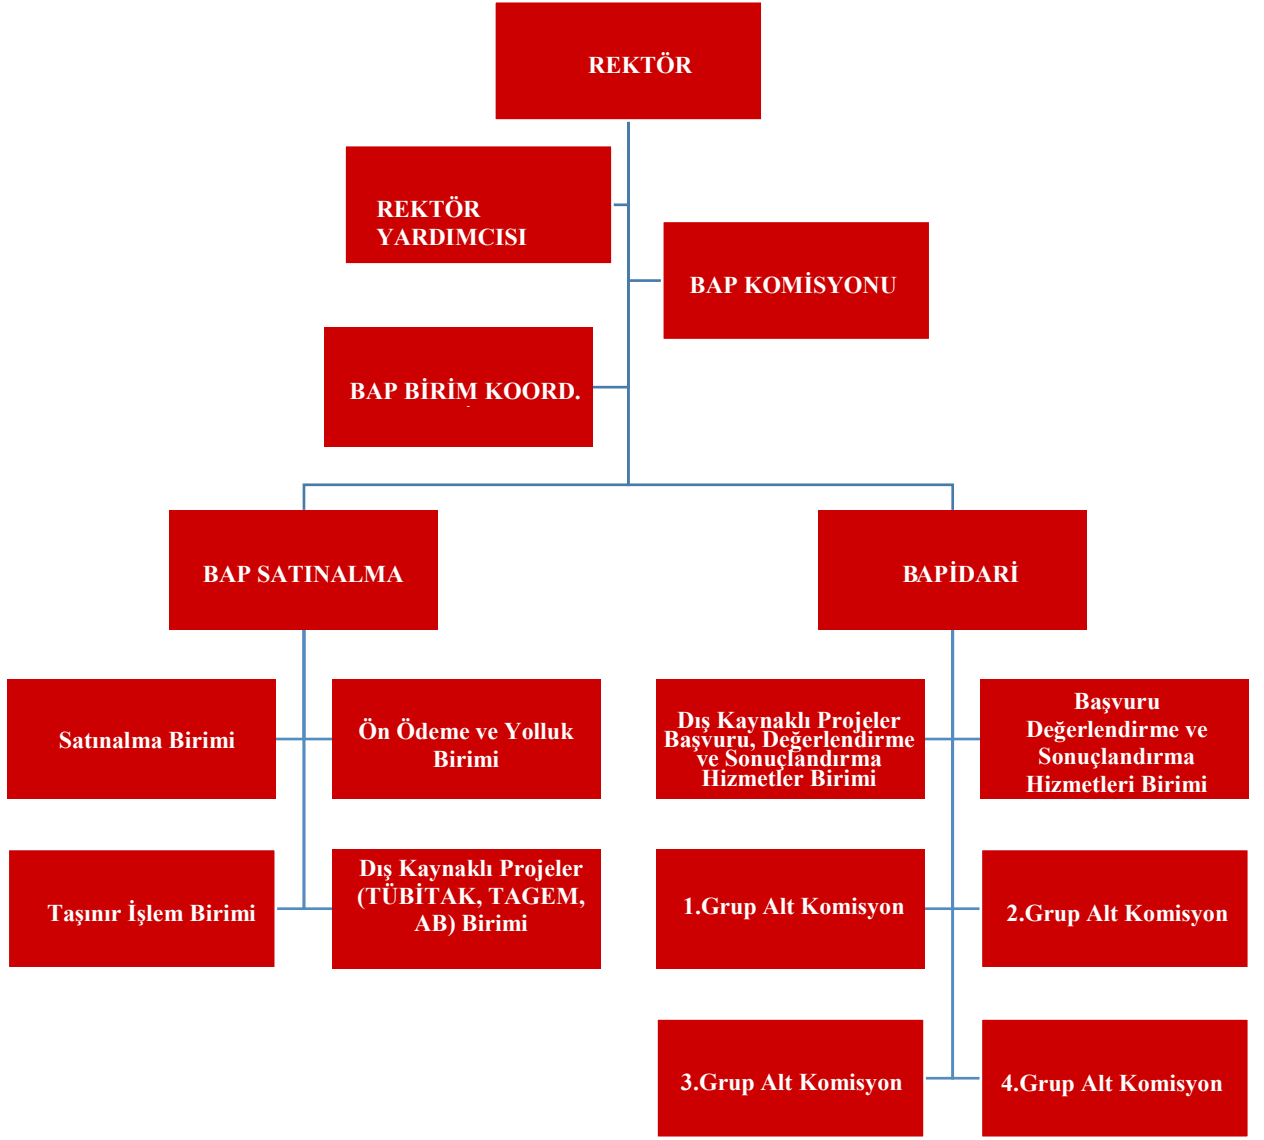 REKTÖR
REKTÖR
YARDIMCISI
BAP KOMİSYONU
BAP BİRİM KOORD.
BAP SATINALMA
BAPİDARİ
Satınalma Birimi
Ön Ödeme ve Yolluk
Birimi
Dış Kaynaklı Projeler
Başvuru, Değerlendirme
ve Sonuçlandırma
Hizmetler Birimi
Başvuru
Değerlendirme ve
Sonuçlandırma
Hizmetleri Birimi
Taşınır İşlem Birimi
Dış Kaynaklı Projeler
(TÜBİTAK, TAGEM,
AB) Birimi
1.Grup Alt Komisyon
2.Grup Alt Komisyon
3.Grup Alt Komisyon
4.Grup Alt Komisyon